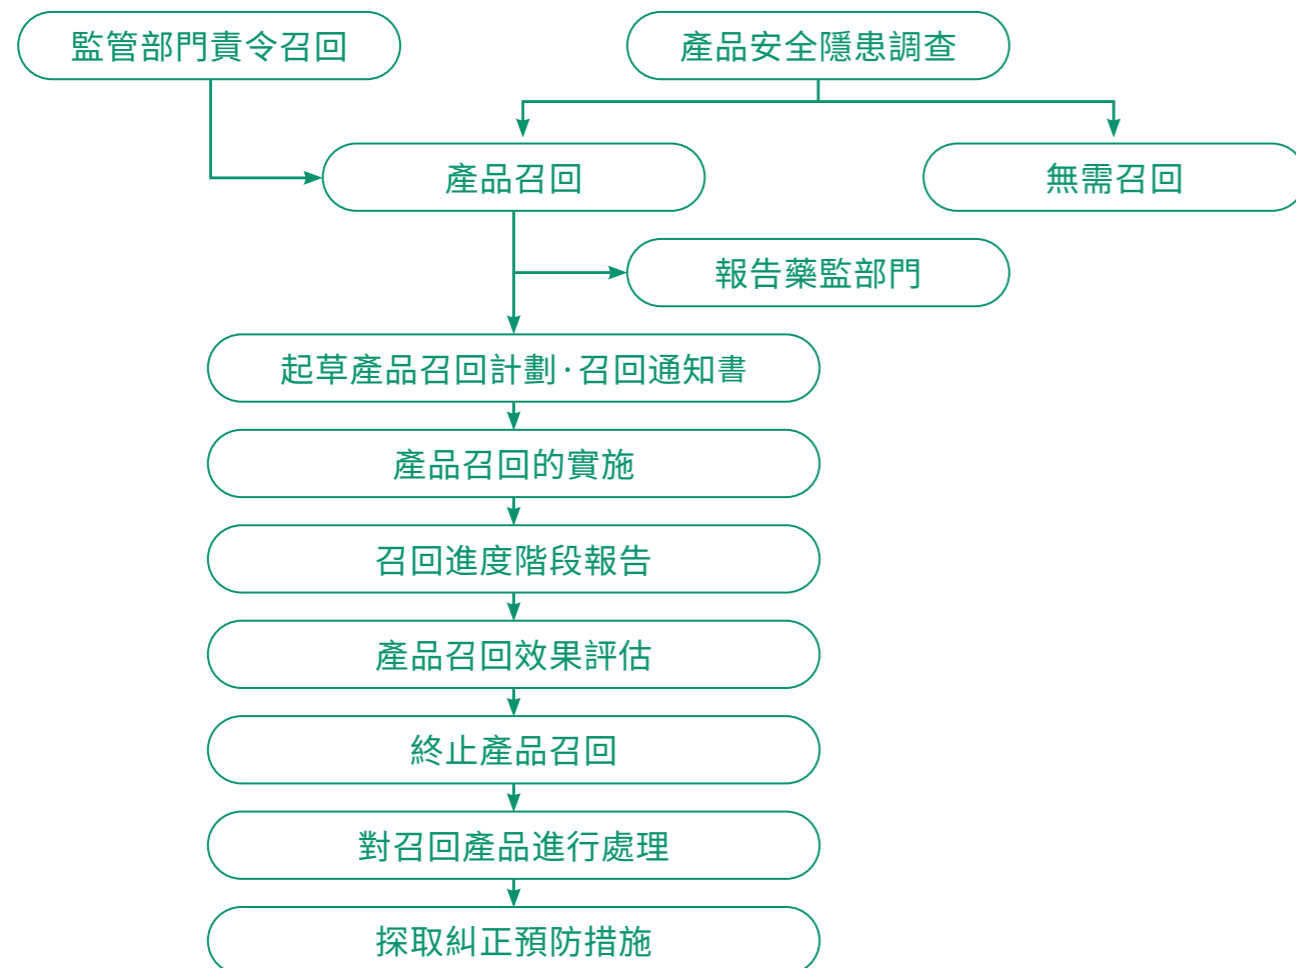 監管部門責令召回
產品安全隱患調查
產品召回
無需召回
報告藥監部門
起草產品召回計劃·召回通知書
產品召回的實施
召回進度階段報告
產品召回效果評估
終止產品召回
對召回產品進行處理
探取糾正預防措施